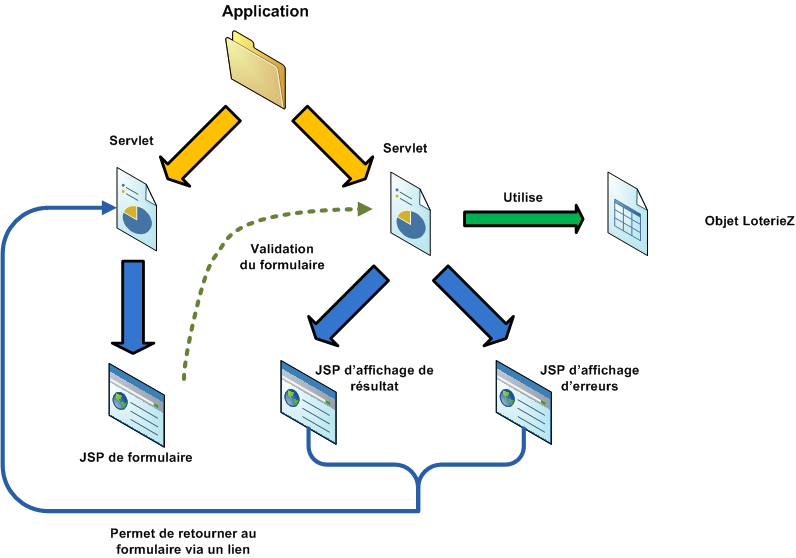 Application
Servlet
Servlet
Utilise
Objet LoterieZ
Validation
du formulaire
JSP d'affichage de
résultat
JSP d'affichage
d'erreurs
JSP de formulaire
Permet de retourner au
formulaire via un lien